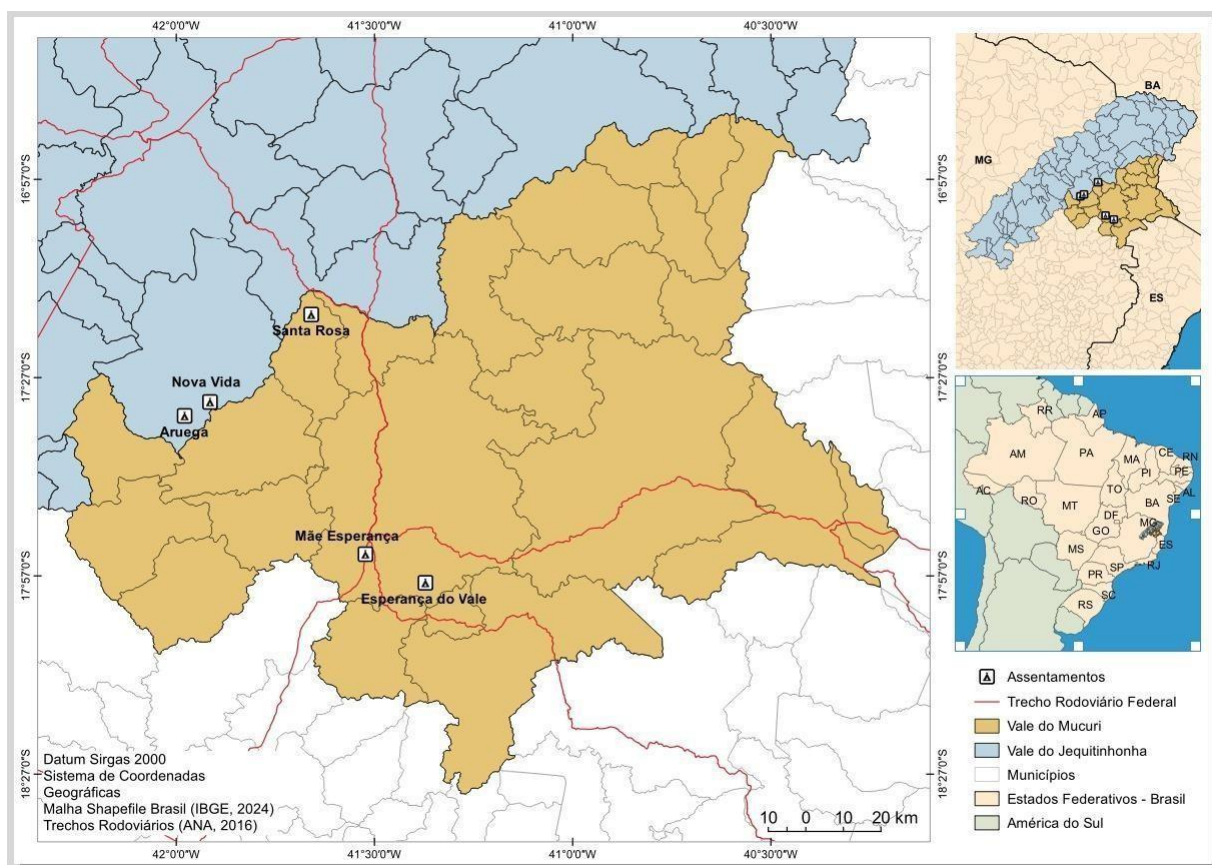 42°0'0"W
41°30'0"W
41°0'0"W
40°30'0"W
16°57'0"S
17°27'0"S
17°57'0"S
18°27'0"S
Santa Rosa
Nova Vida
Aruega
Mãe Esperança
Esperança do Vale
Datum Sirgas 2000
Sistema de Coordenadas
Geográficas
Malha Shapefile Brasil (IBGE, 2024)
Trechos Rodoviários (ANA, 2016)
10 0 10 20 km
16°57'0"S
17°27'0"S
17°57'0"S
18°27'0"S
42°0'0"W
41°30'0"W
41°0'0"W
40°30'0"W
BA
MG
ES
RR
AP
AM
PA
MA
CE
RN
PI
PE
AC
TO
SE
AL
RO
MT
BA
DF
MG
GO
ES
MS
SP
RJ
PR
SC
RS
Assentamentos
Trecho Rodoviário Federal
Vale do Mucuri
Vale do Jequitinhonha
Municípios
Estados Federativos - Brasil
América do Sul